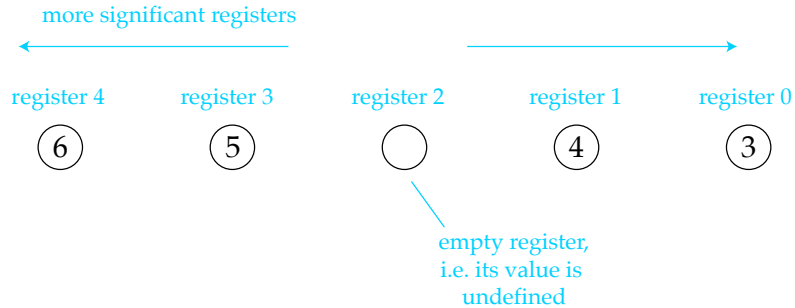 more significant registers
register 4 register 3 register 2 register 1 register 0
6 5 4 3
empty register,
i.e. its value is
undefined